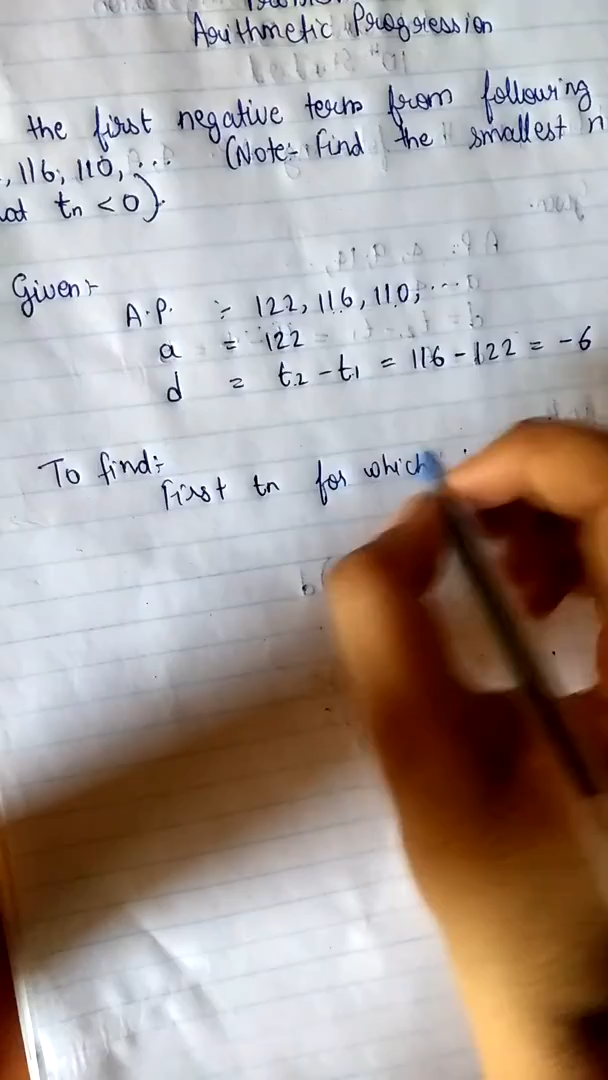 Arithmetic Progression
the first negative term from following
, 116, 110, ... (Note:- Find the smallest n
tn < 0).
Given:-
A.P. :- 122, 116, 110, ...
a = 122
d = t2 - t1 = 116 - 122 = -6
To find:-
First tn for which